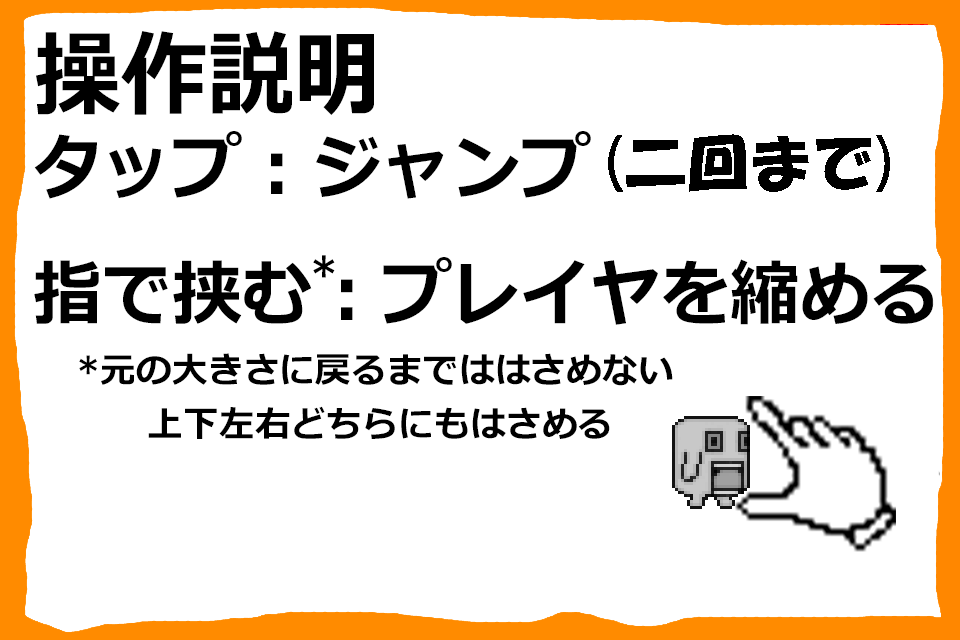 操作説明
タップ：ジャンプ(二回まで)
指で挟む*：プレイヤを縮める
*元の大きさに戻るまでははさめない
上下左右どちらにもはさめる